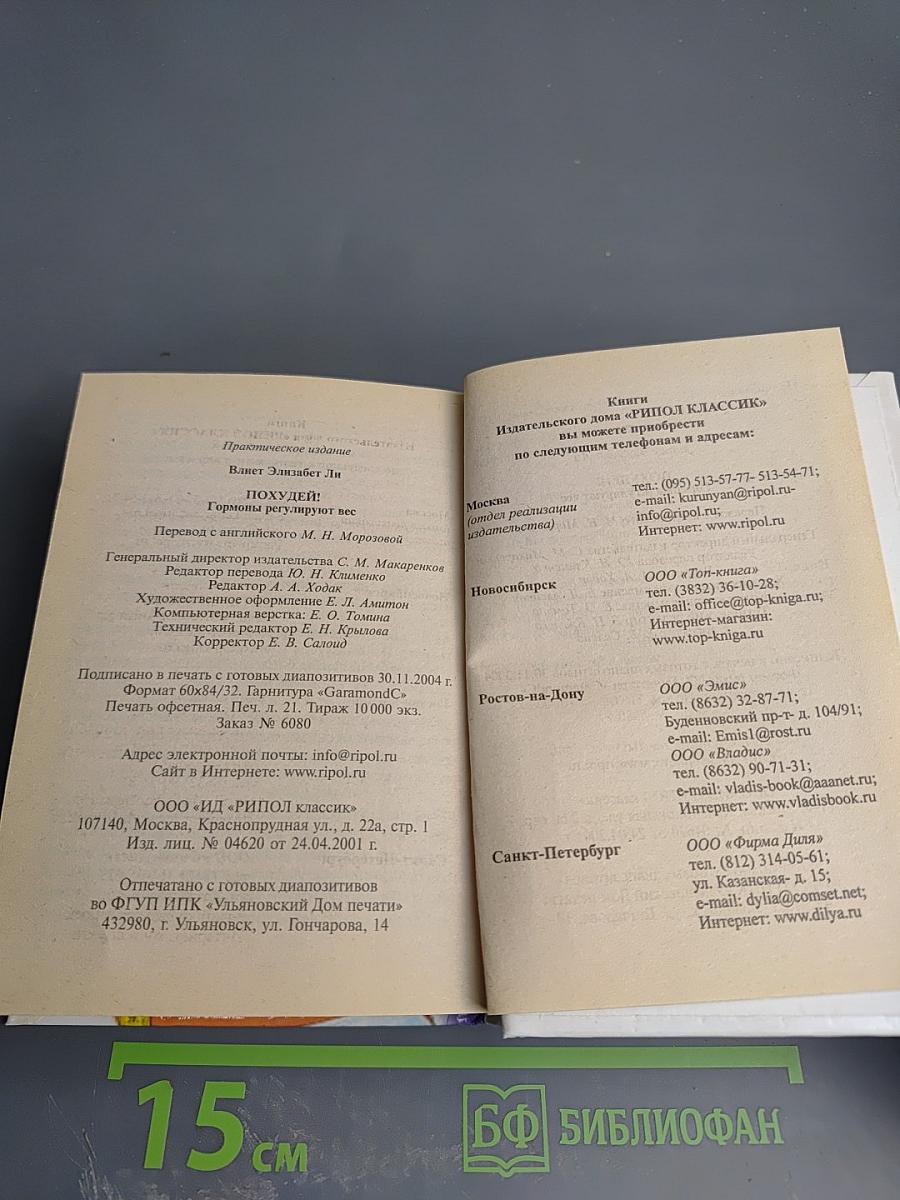 Практическое издание
Влиет Элизабет Ли
ПОХУДЕЙ!
Гормоны регулируют вес
Перевод с английского М. Н. Морозовой
Генеральный директор издательства С. М. Макаренков
Редактор перевода Ю. Н. Клименко
Редактор А. А. Ходак
Художественное оформление Е. Л. Амитон
Компьютерная верстка: Е. О. Томина
Технический редактор Е. Н. Крылова
Корректор Е. В. Салоид
Подписано в печать с готовых диапозитивов 30.11.2004 г.
Формат 60х84/32. Гарнитура «GaramondC»
Печать офсетная. Печ. л. 21. Тираж 10 000 экз.
Заказ № 6080
Адрес электронной почты: info@ripol.ru
Сайт в Интернете: www.ripol.ru
ООО «ИД «РИПОЛ классик»
107140, Москва, Краснопрудная ул., д. 22а, стр. 1
Изд. лиц. № 04620 от 24.04.2001 г.
Отпечатано с готовых диапозитивов
во ФГУП ИПК «Ульяновский Дом печати»
432980, г. Ульяновск, ул. Гончарова, 14
Книги
Издательского дома «РИПОЛ КЛАССИК»
вы можете приобрести
по следующим телефонам и адресам:
Москва
(отдел реализации
издательства)
тел.: (095) 513-57-77- 513-54-71;
e-mail: kurunyan@ripol.ru-
info@ripol.ru;
Интернет: www.ripol.ru
Новосибирск
ООО «Топ-книга»
тел. (3832) 36-10-28;
e-mail: office@top-kniga.ru;
Интернет-магазин:
www.top-kniga.ru
Ростов-на-Дону
ООО «Эмис»
тел. (8632) 32-87-71;
Буденновский пр-т- д. 104/91;
e-mail: Emis1@rost.ru
ООО «Владис»
тел. (8632) 90-71-31;
e-mail: vladis-book@aaanet.ru;
Интернет: www.vladisbook.ru
Санкт-Петербург
ООО «Фирма Диля»
тел. (812) 314-05-61;
ул. Казанская- д. 15;
e-mail: dylia@comset.net;
Интернет: www.dilya.ru
15 см
БФ БИБЛИОФАН